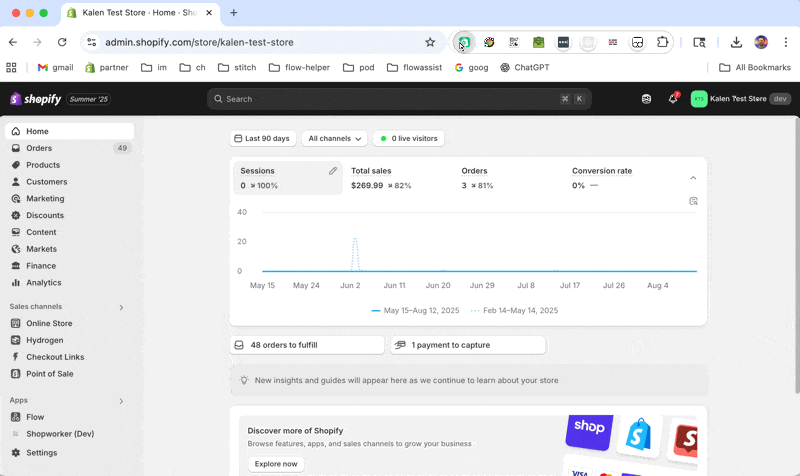 Kalen Test Store · Home · Sho
admin.shopify.com/store/kalen-test-store
gmail
partner
im
ch
stitch
flow-helper
pod
flowassist
goog
ChatGPT
All Bookmarks
shopify
Summer '25
Search
⌘
K
7
KTS
Kalen Test Store
dev
Home
Orders
49
Products
Customers
Marketing
Discounts
Content
Markets
Finance
Analytics
Sales channels
Online Store
Hydrogen
Checkout Links
Point of Sale
Apps
Flow
Shopworker (Dev)
Settings
Last 90 days
All channels
0 live visitors
Sessions
0 100%
Total sales
$269.99 82%
Orders
3 81%
Conversion rate
0% —
40
20
0
May 15
May 24
Jun 2
Jun 11
Jun 20
Jun 29
Jul 8
Jul 17
Jul 26
Aug 4
May 15–Aug 12, 2025
Feb 14–May 14, 2025
48 orders to fulfill
1 payment to capture
New insights and guides will appear here as we continue to learn about your store
Discover more of Shopify
Browse features, apps, and sales channels to grow your business
Explore now
shop
VISA